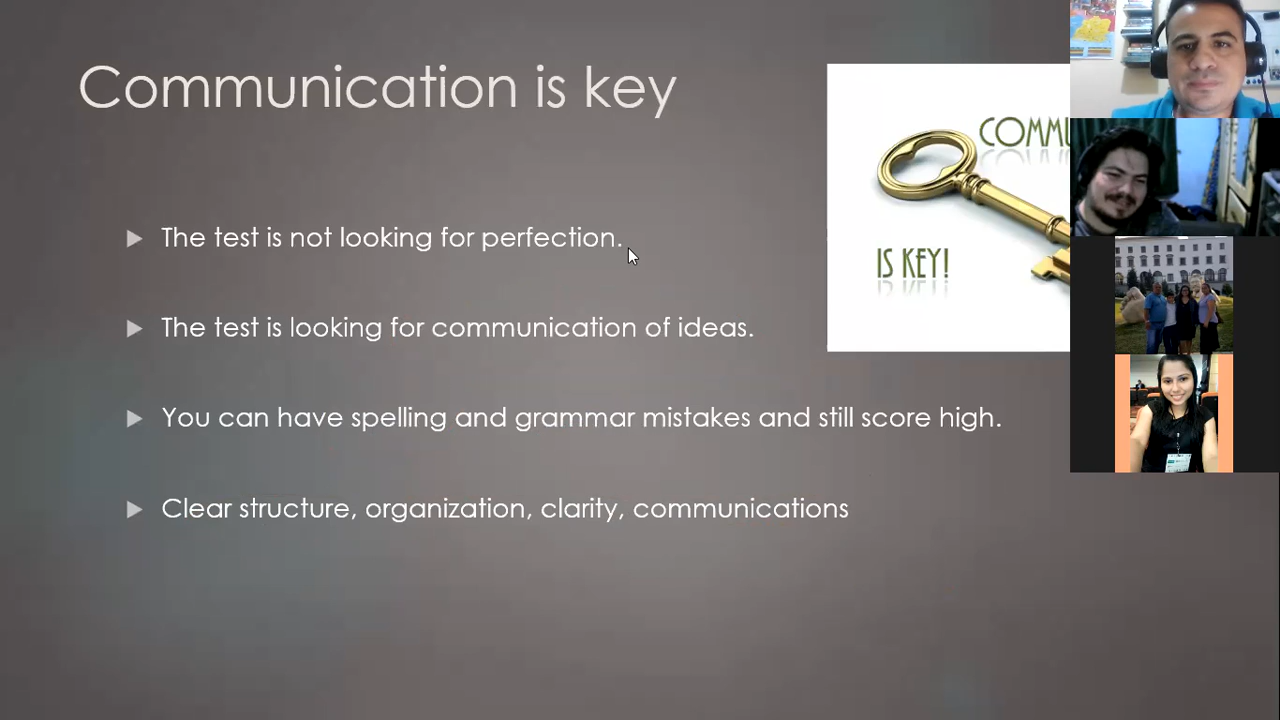 Communication is key
COMMU
IS KEY!
The test is not looking for perfection.
The test is looking for communication of ideas.
You can have spelling and grammar mistakes and still score high.
Clear structure, organization, clarity, communications